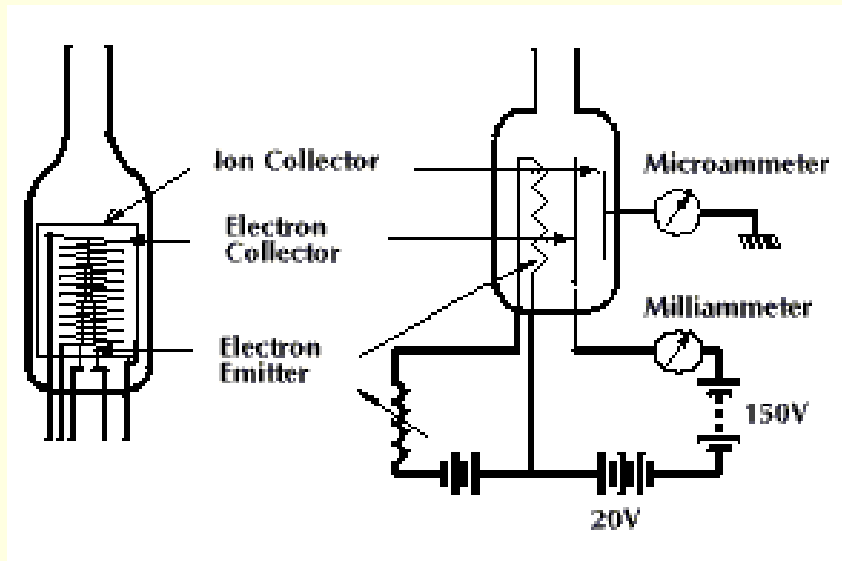 Ion Collector
Electron
Collector
Electron
Emitter
Microammeter
Milliammeter
150V
20V